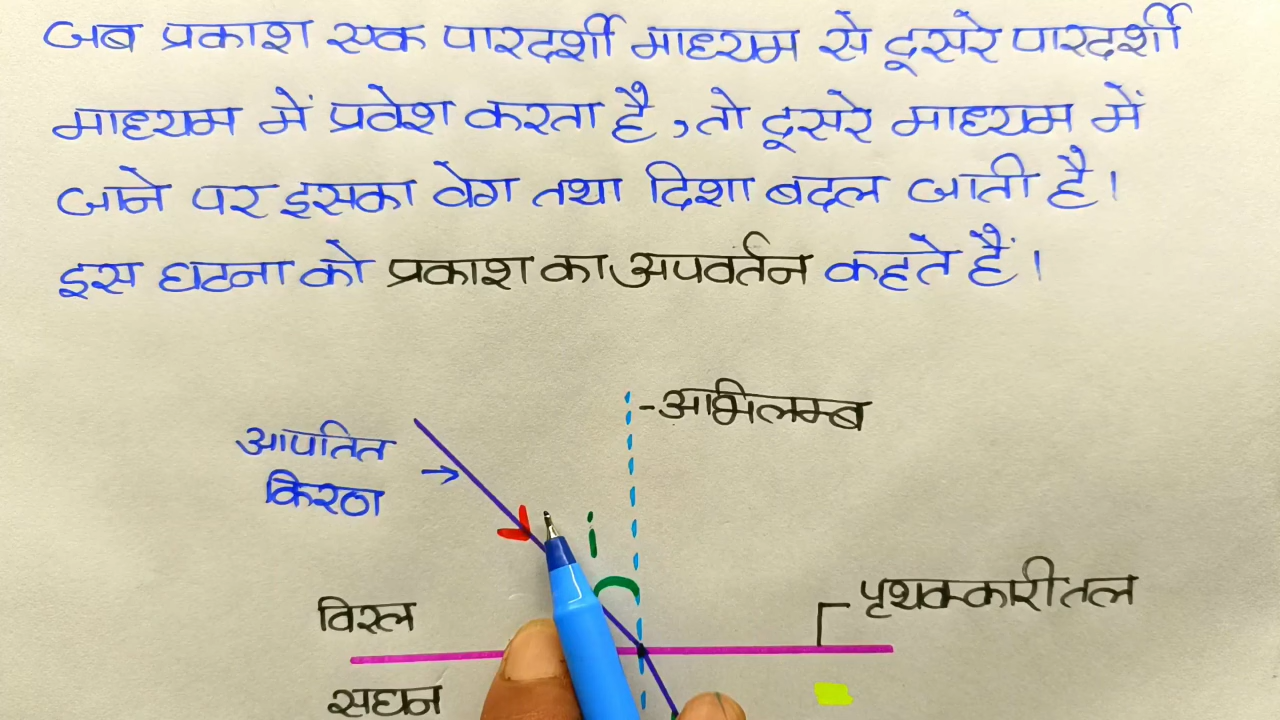 जब प्रकाश एक पारदर्शी माध्यम से दूसरे पारदर्शी
माध्यम में प्रवेश करता है, तो दूसरे माध्यम में
जाने पर इसका वेग तथा दिशा बदल जाती है।
इस घटना को प्रकाश का अपवर्तन कहते हैं।
-अभिलम्ब
आपतित
किरण
i
पृथक्कारी तल
विरल
सघन